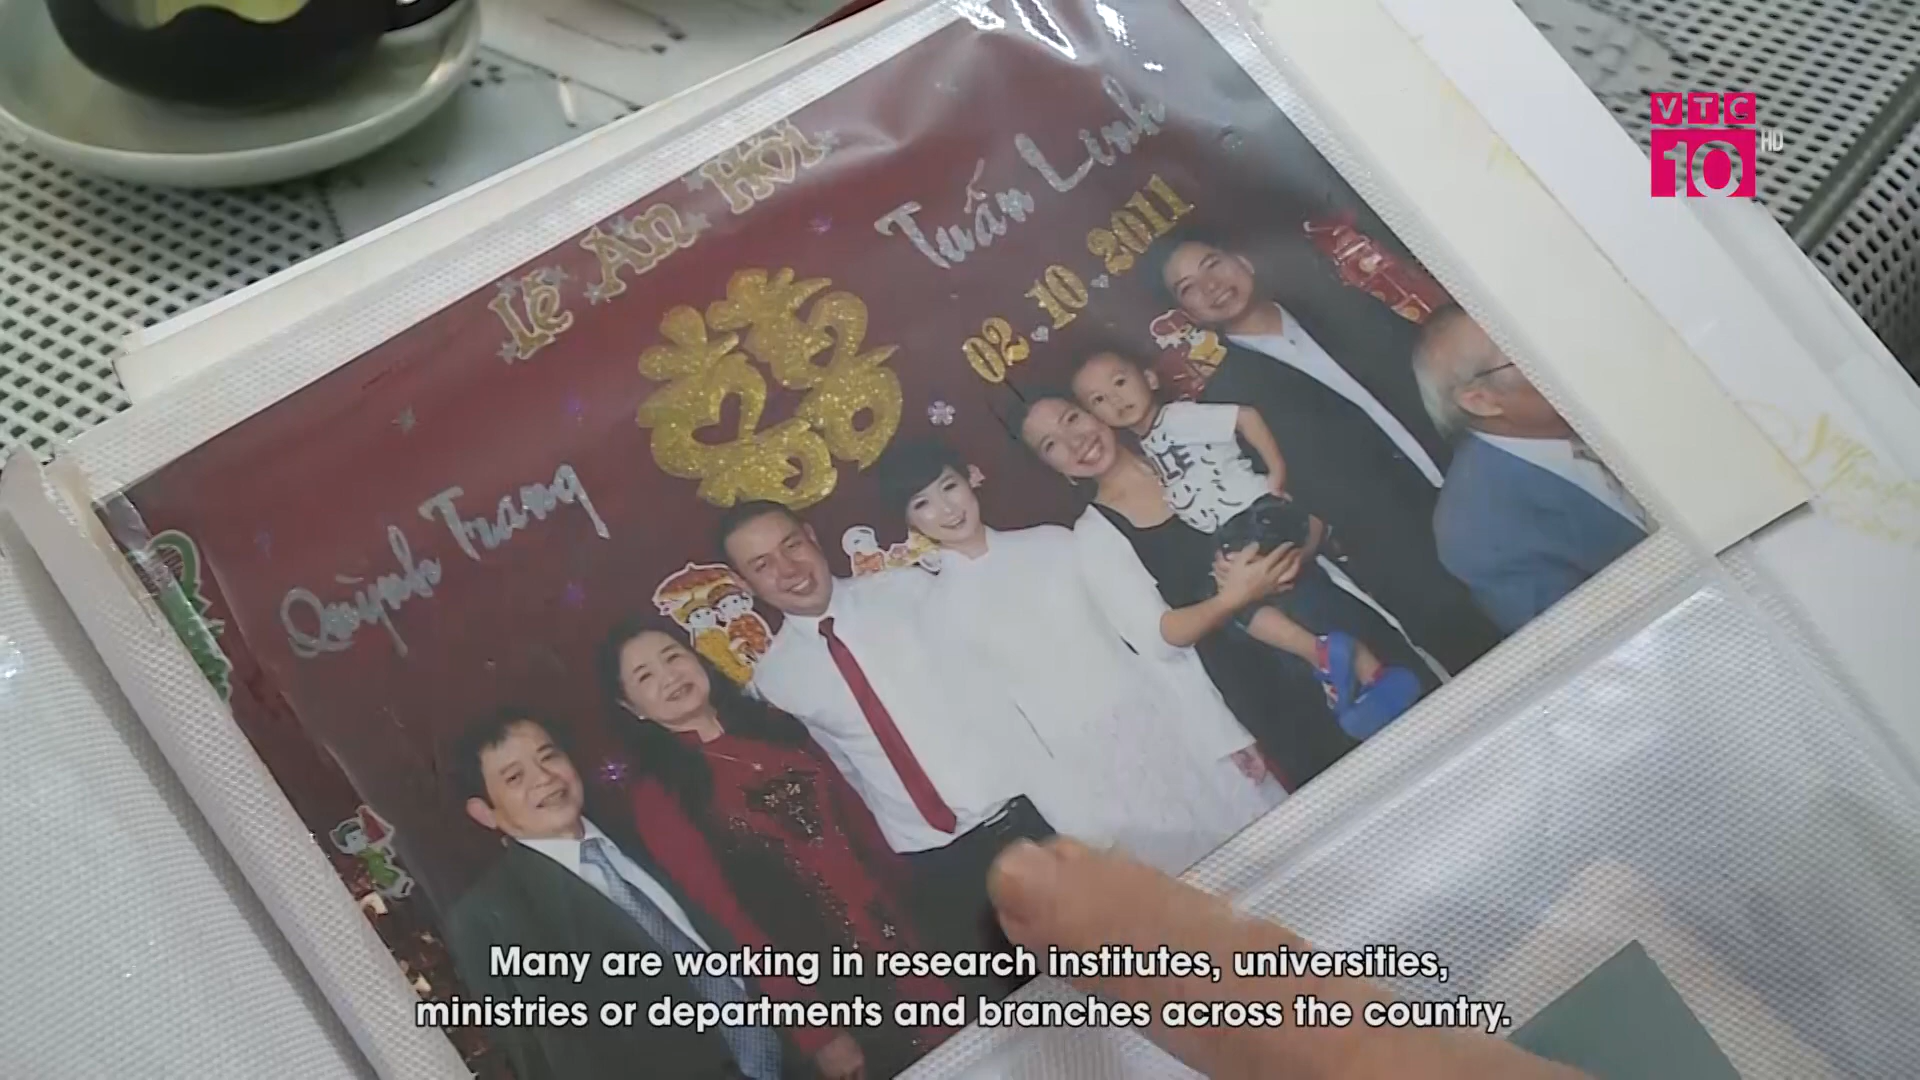 VTC
10 HD
Lễ Ăn Hỏi
Tuấn Linh
02.10.2011
Quỳnh Trang
Many are working in research institutes, universities,
ministries or departments and branches across the country.